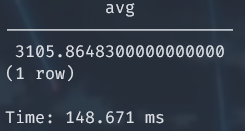 avg
3105.8648300000000000
(1 row)
Time: 148.671 ms